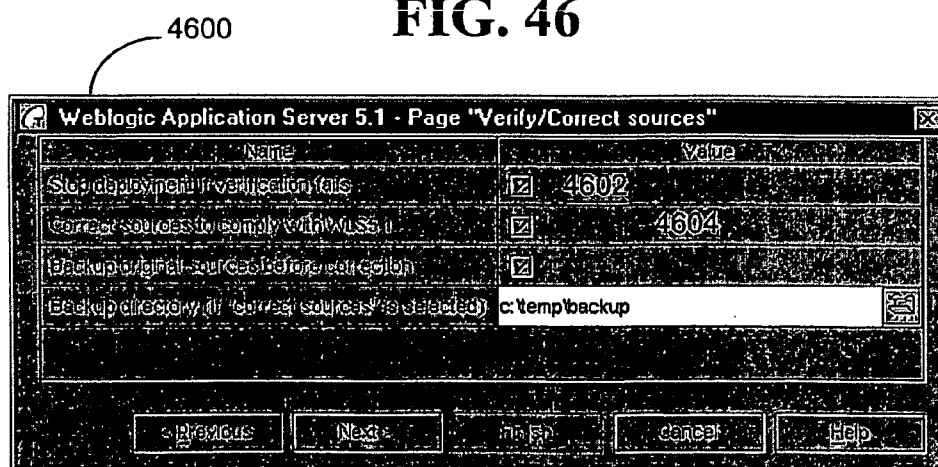 FIG. 46
4600
Weblogic Application Server 5.1 - Page "Verify/Correct sources"
Name Value
Stop deployment if verification fails 4602
Correct sources to comply with WLS5.1 4604
Backup original sources before correction
Backup directory (if "correct sources" is selected) c:\temp\backup
< Previous Next > Finish Cancel Help